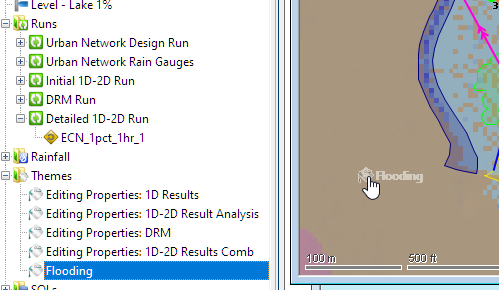 Level - Lake 1%
Runs
Urban Network Design Run
Urban Network Rain Gauges
Initial 1D-2D Run
DRM Run
Detailed 1D-2D Run
ECN_1pct_1hr_1
Rainfall
Themes
Editing Properties: 1D Results
Editing Properties: 1D-2D Result Analysis
Editing Properties: DRM
Editing Properties: 1D-2D Results Comb
Flooding
SQLs
Flooding
100 m
500 ft